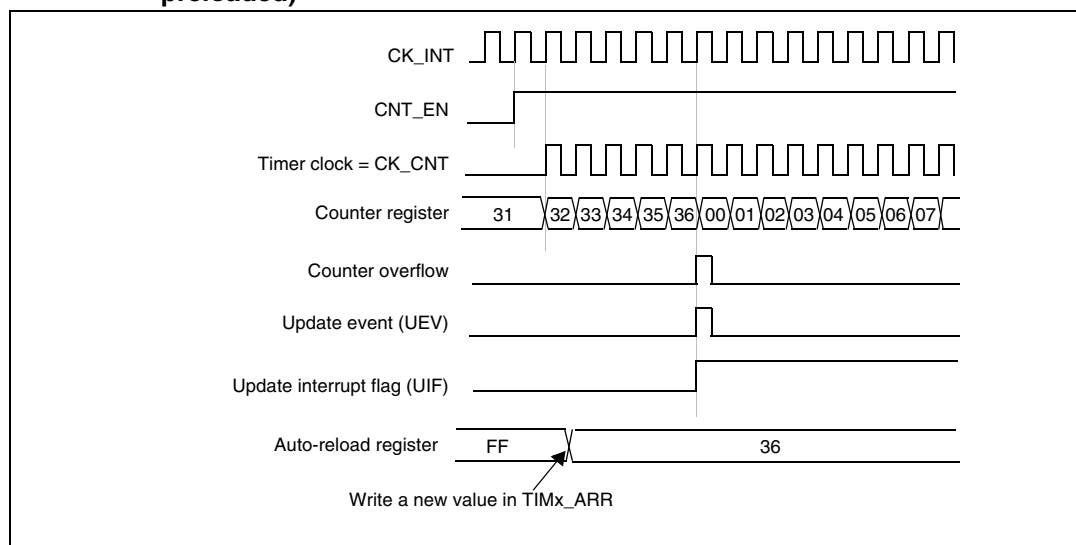 preloaded)
CK_INT
CNT_EN
Timer clock = CK_CNT
Counter register 31 32 33 34 35 36 00 01 02 03 04 05 06 07
Counter overflow
Update event (UEV)
Update interrupt flag (UIF)
Auto-reload register FF 36
Write a new value in TIMx_ARR